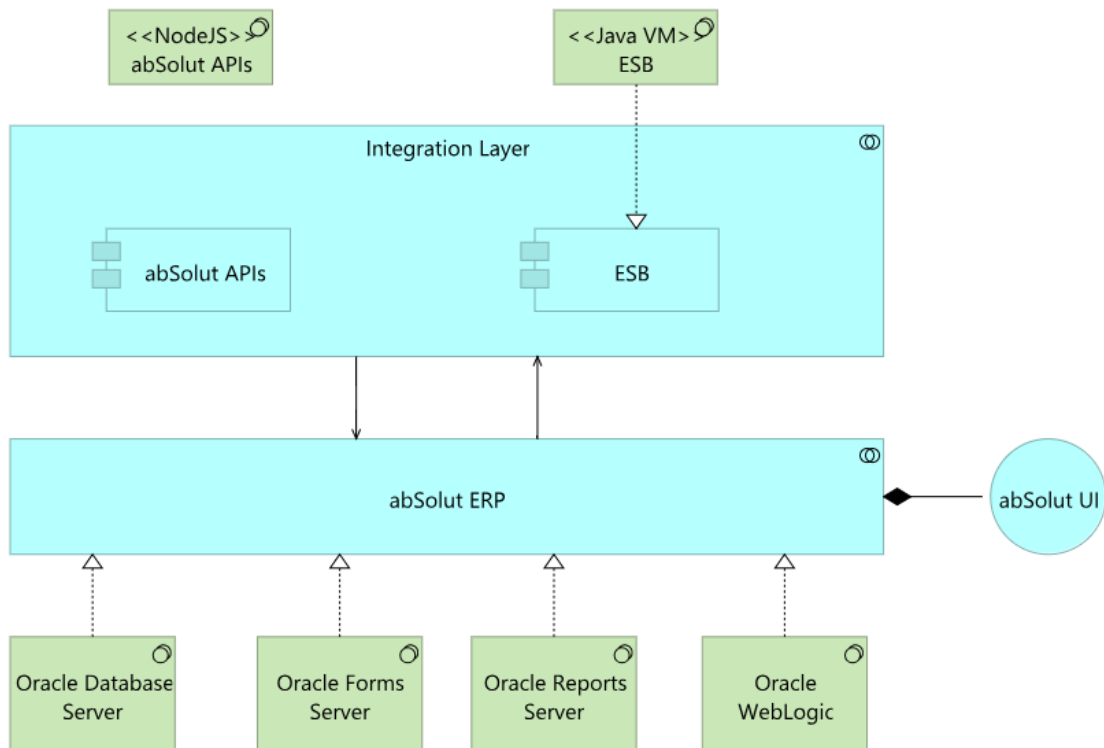 <<NodeJS>>
abSolut APIs
<<Java VM>>
ESB
Integration Layer
abSolut APIs
ESB
abSolut ERP
abSolut UI
Oracle Database
Server
Oracle Forms
Server
Oracle Reports
Server
Oracle
WebLogic